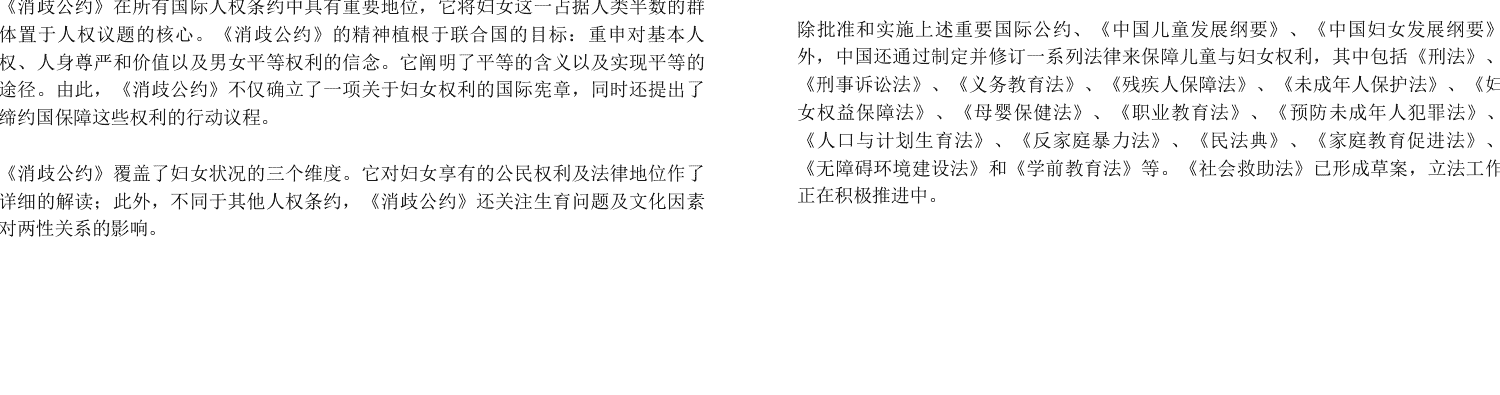 《消歧公约》在所有国际人权条约中具有重要地位，它将妇女这一占据人类半数的群
体置于人权议题的核心。《消歧公约》的精神植根于联合国的目标：重申对基本人
权、人身尊严和价值以及男女平等权利的信念。它阐明了平等的含义以及实现平等的
途径。由此，《消歧公约》不仅确立了一项关于妇女权利的国际宪章，同时还提出了
缔约国保障这些权利的行动议程。
《消歧公约》覆盖了妇女状况的三个维度。它对妇女享有的公民权利及法律地位作了
详细的解读；此外，不同于其他人权条约，《消歧公约》还关注生育问题及文化因素
对两性关系的影响。
除批准和实施上述重要国际公约、《中国儿童发展纲要》、《中国妇女发展纲要》
外，中国还通过制定并修订一系列法律来保障儿童与妇女权利，其中包括《刑法》、
《刑事诉讼法》、《义务教育法》、《残疾人保障法》、《未成年人保护法》、《妇
女权益保障法》、《母婴保健法》、《职业教育法》、《预防未成年人犯罪法》、
《人口与计划生育法》、《反家庭暴力法》、《民法典》、《家庭教育促进法》、
《无障碍环境建设法》和《学前教育法》等。《社会救助法》已形成草案，立法工作
正在积极推进中。